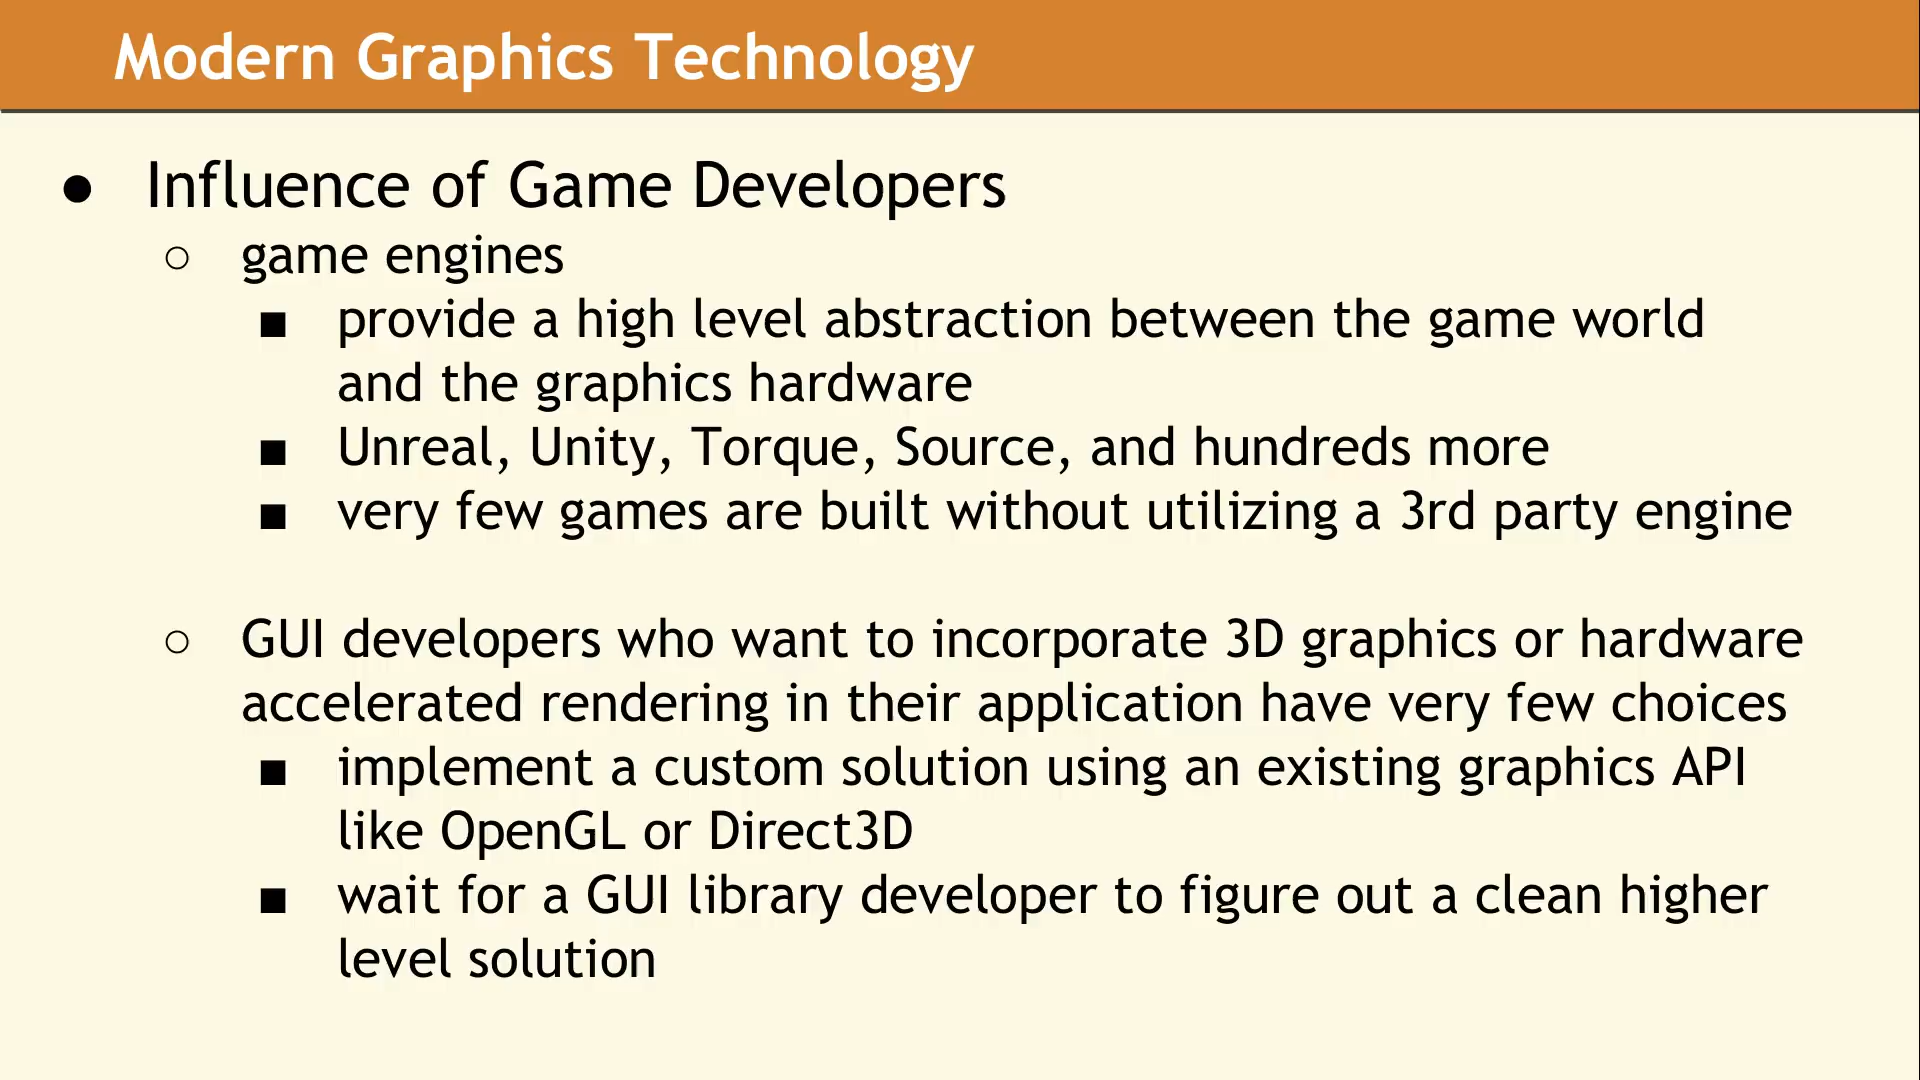 Modern Graphics Technology
● Influence of Game Developers
○ game engines
■ provide a high level abstraction between the game world
and the graphics hardware
■ Unreal, Unity, Torque, Source, and hundreds more
■ very few games are built without utilizing a 3rd party engine
○ GUI developers who want to incorporate 3D graphics or hardware
accelerated rendering in their application have very few choices
■ implement a custom solution using an existing graphics API
like OpenGL or Direct3D
■ wait for a GUI library developer to figure out a clean higher
level solution